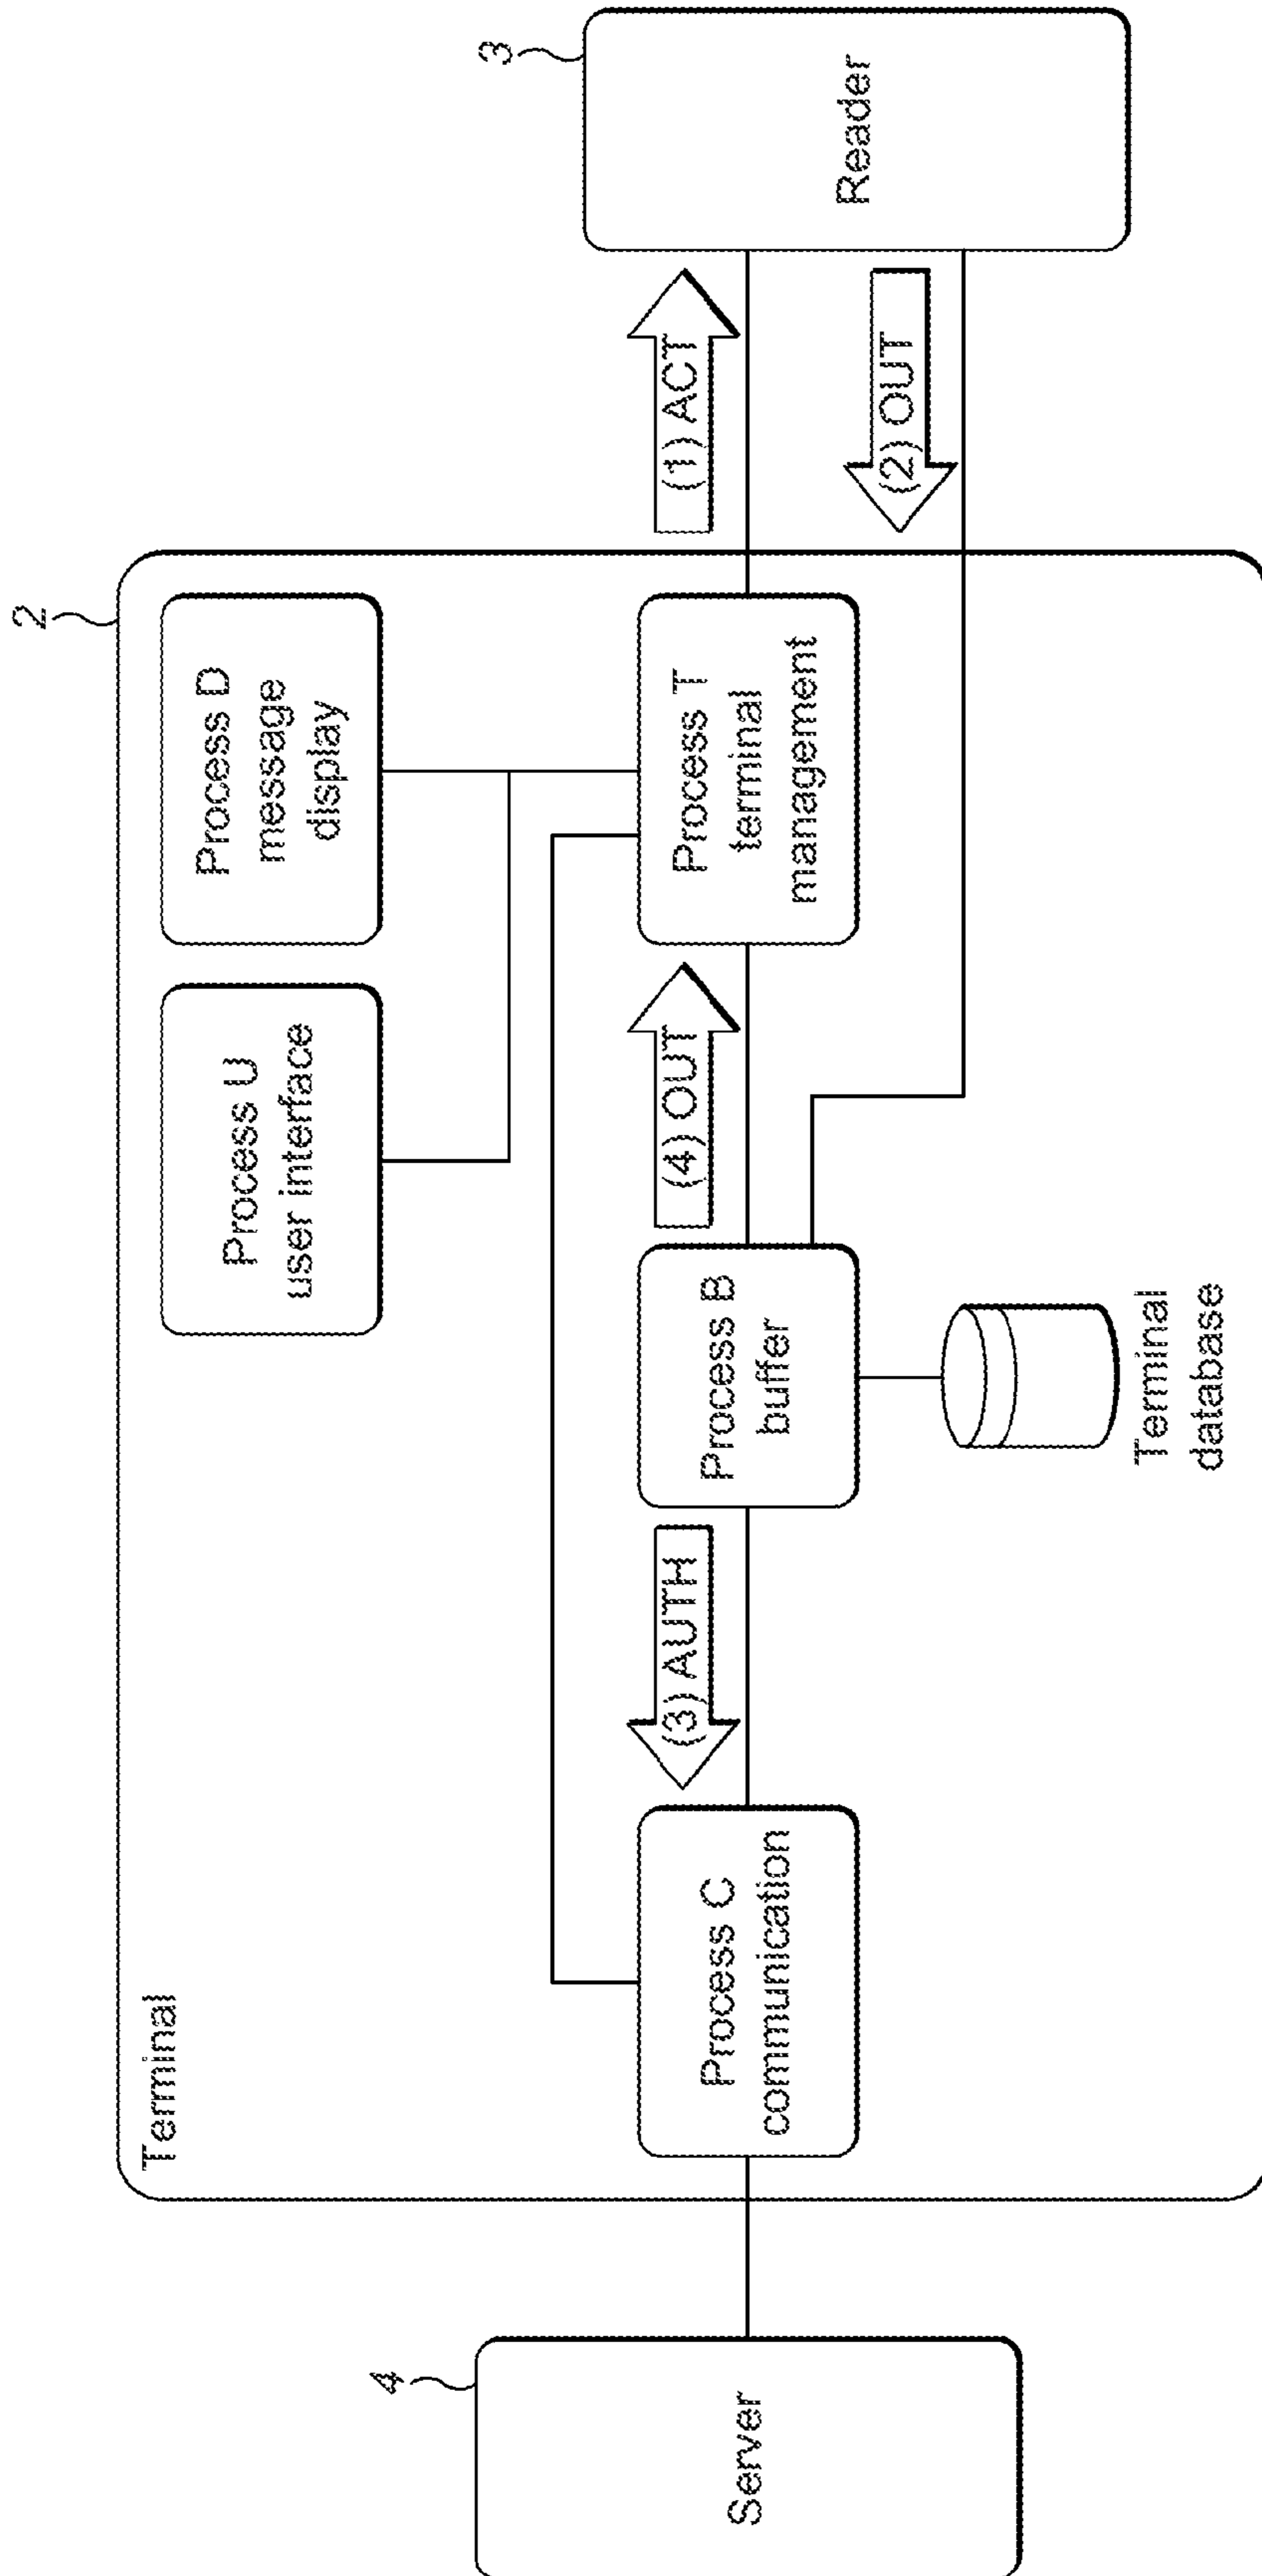 Terminal
2
Process U
user interface
Process D
message
display
3
Reader
(1) ACT
(2) OUT
4
Server
Process C
communication
(3) AUTH
Process B
buffer
(4) OUT
Process T
terminal
management
Terminal
database